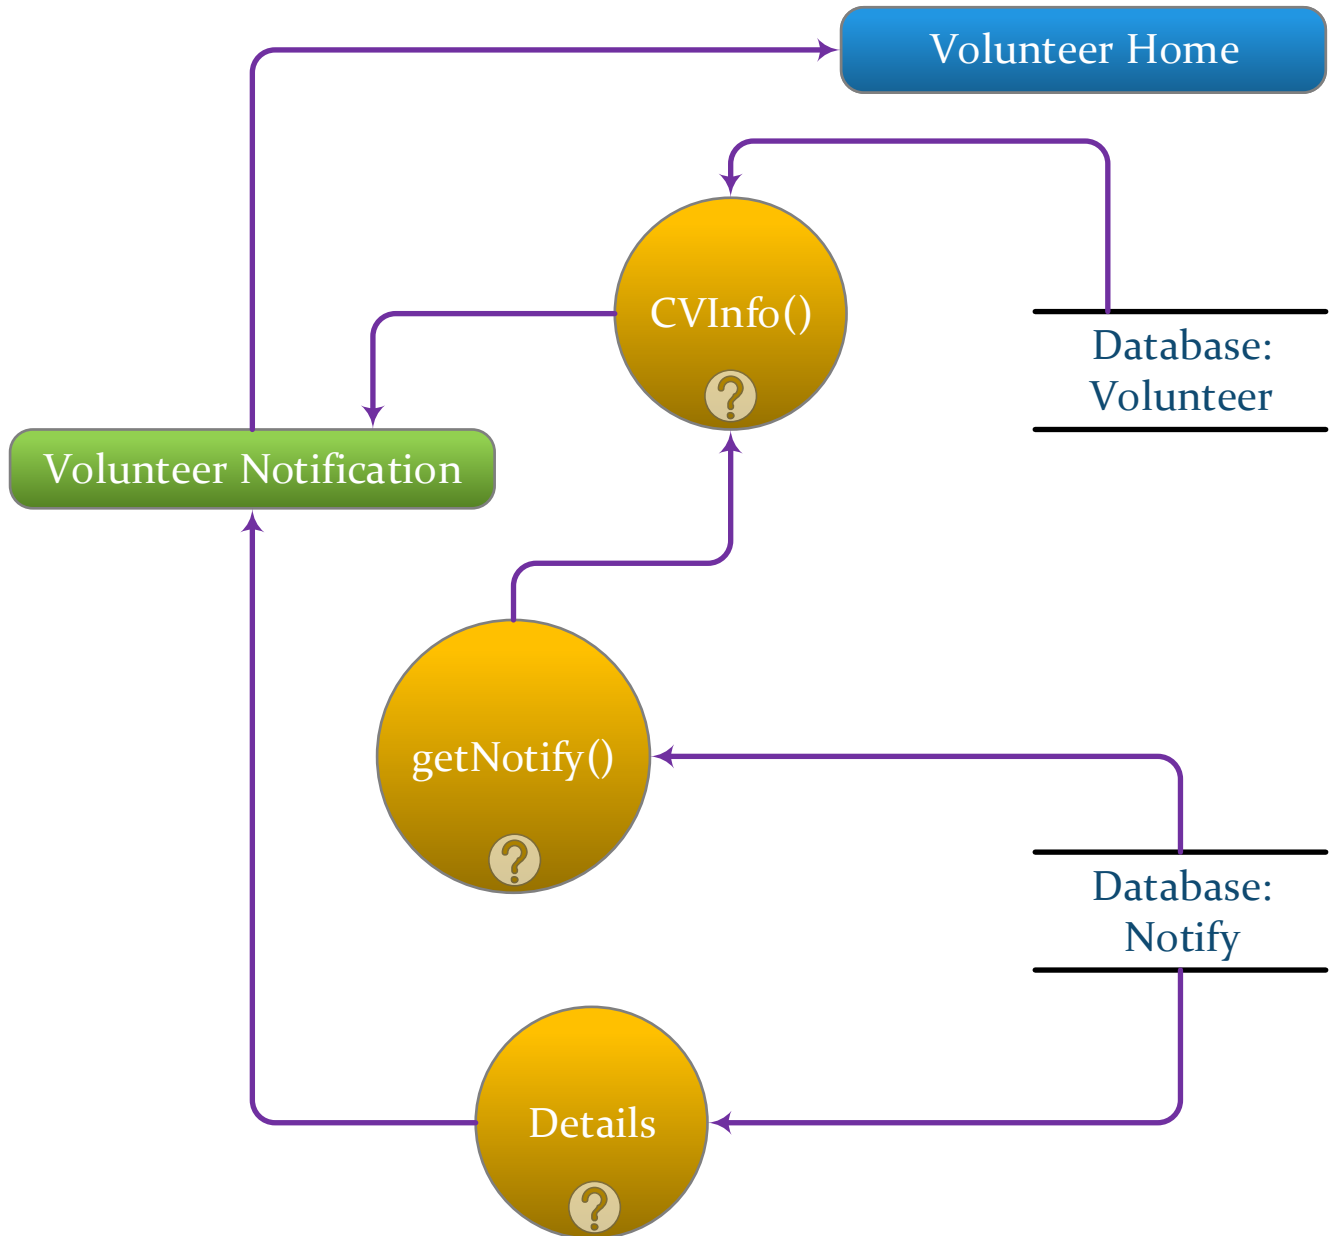 Volunteer Home
CVInfo()
?
Database:
Volunteer
Volunteer Notification
getNotify()
?
Database:
Notify
Details
?